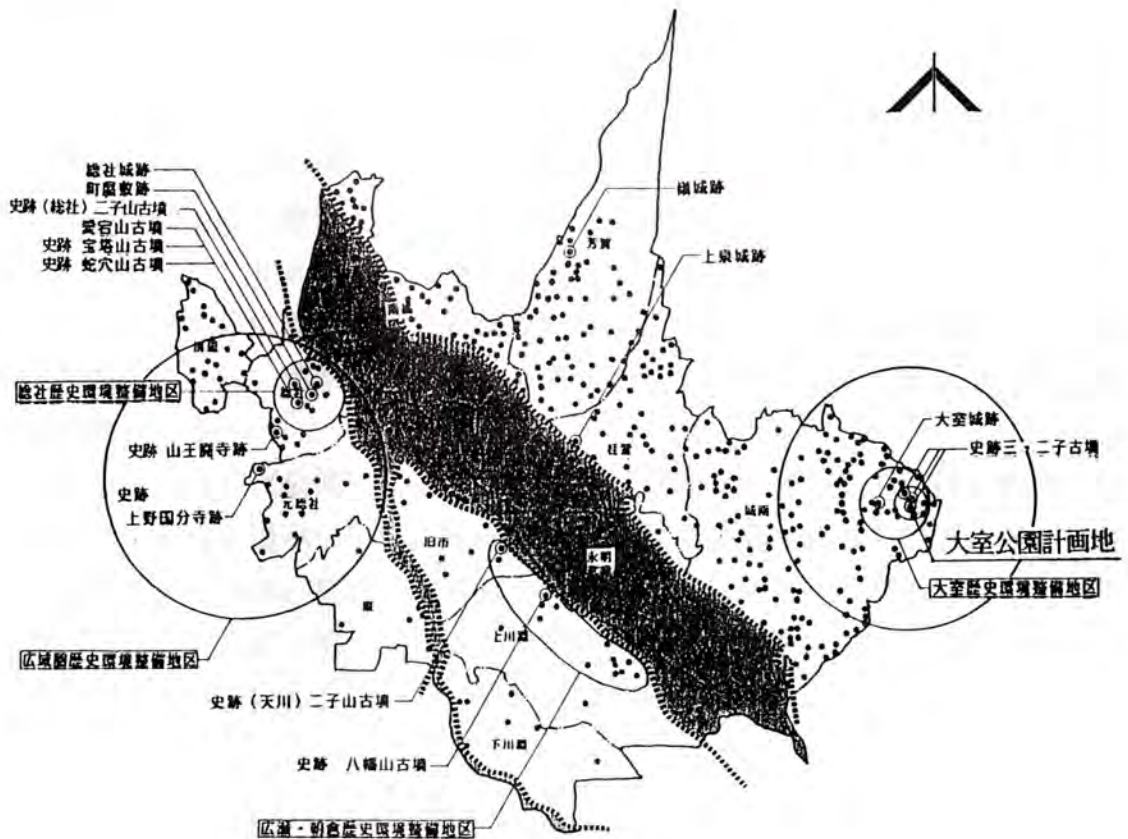 総社城跡
町屋敷跡
史跡(総社)二子山古墳
愛宕山古墳
史跡 宝塔山古墳
史跡 蛇穴山古墳
嶺城跡
芳賀
上泉城跡
総社歴史環境整備地区
大室城跡
史跡三・二子古墳
史跡 山王廃寺跡
桂萱
史跡
上野国分寺跡
元総社
城南
大室公園計画地
旧市
永明
大室歴史環境整備地区
東
上川淵
広域圏歴史環境整備地区
史跡(天川)二子山古墳
下川淵
史跡 八幡山古墳
広瀬・朝倉歴史環境整備地区